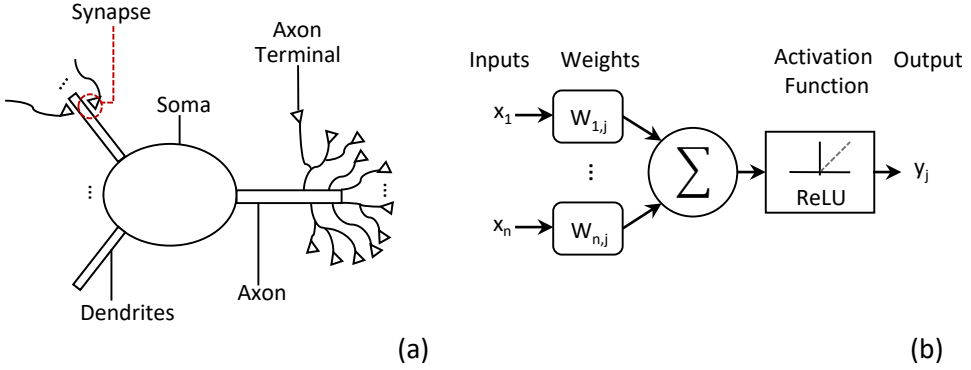 Synapse
Axon
Terminal
Soma
...
...
...
Axon
Dendrites
(a)
Inputs
Weights
Activation
Function
Output
x1
W1,j
...
xn
Wn,j
∑
ReLU
yj
(b)